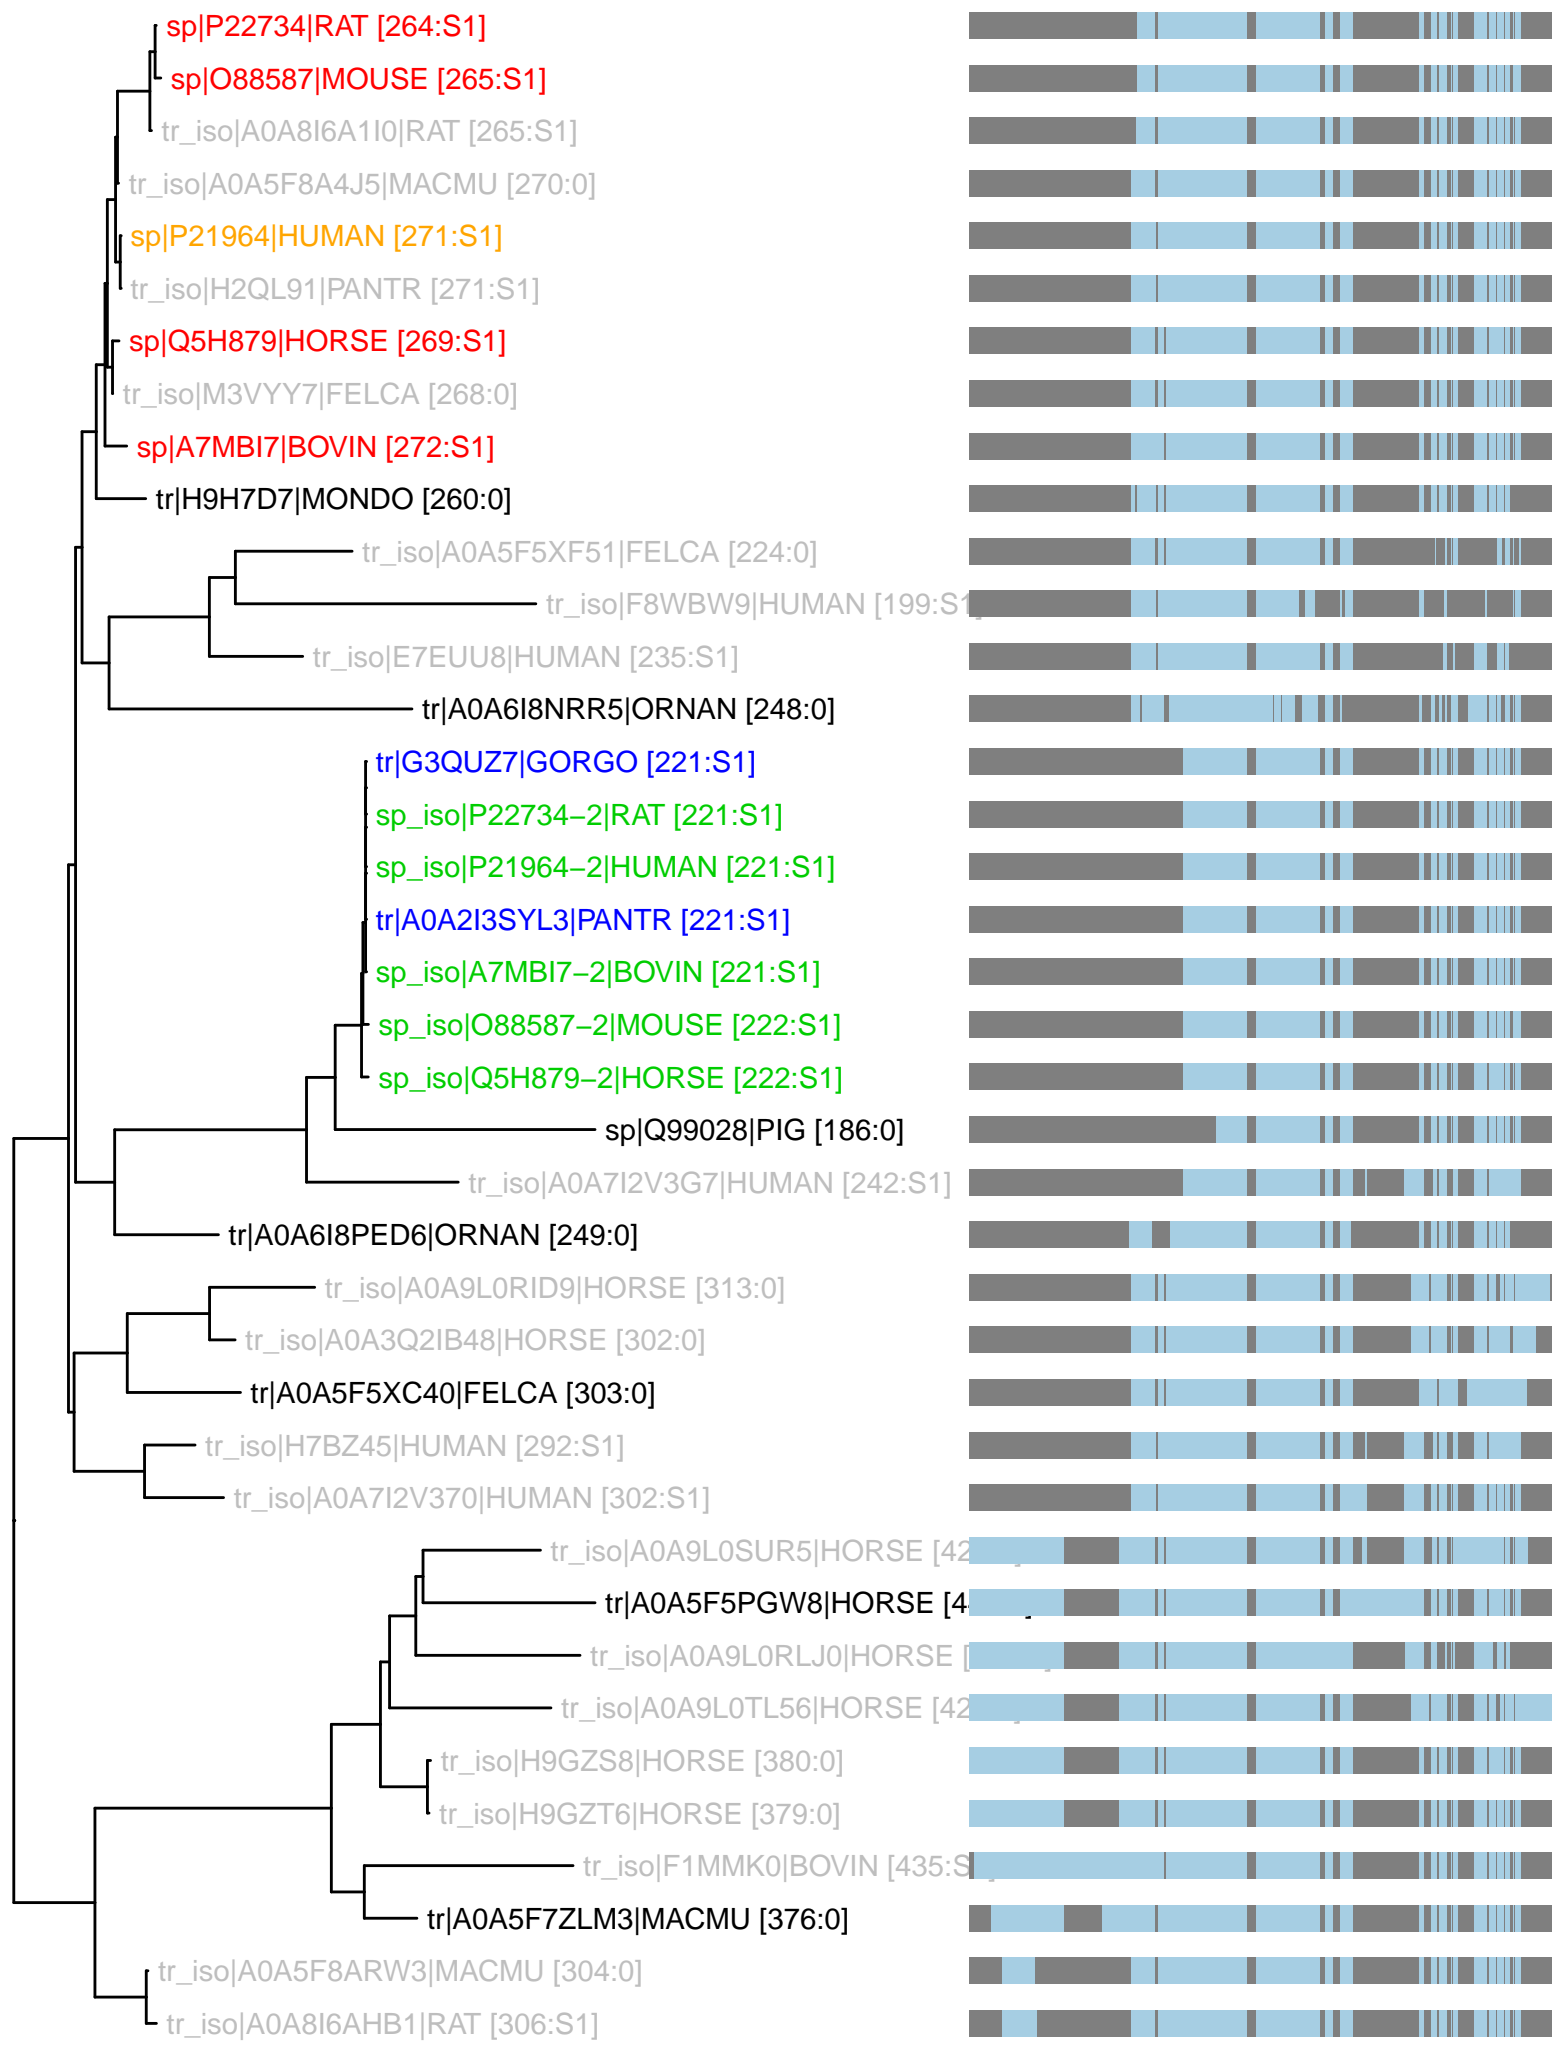 sp|P22734|RAT [264:S1]
sp|O88587|MOUSE [265:S1]
tr_iso|A0A8I6A1I0|RAT [265:S1]
tr_iso|A0A5F8A4J5|MACMU [270:0]
sp|P21964|HUMAN [271:S1]
tr_iso|H2QL91|PANTR [271:S1]
sp|Q5H879|HORSE [269:S1]
tr_iso|M3VYY7|FELCA [268:0]
sp|A7MBI7|BOVIN [272:S1]
tr|H9H7D7|MONDO [260:0]
tr_iso|A0A5F5XF51|FELCA [224:0]
tr_iso|F8WBW9|HUMAN [199:S1]
tr_iso|E7EUU8|HUMAN [235:S1]
tr|A0A6I8NRR5|ORNAN [248:0]
tr|G3QUZ7|GORGO [221:S1]
sp_iso|P22734−2|RAT [221:S1]
sp_iso|P21964−2|HUMAN [221:S1]
tr|A0A2I3SYL3|PANTR [221:S1]
sp_iso|A7MBI7−2|BOVIN [221:S1]
sp_iso|O88587−2|MOUSE [222:S1]
sp_iso|Q5H879−2|HORSE [222:S1]
sp|Q99028|PIG [186:0]
tr_iso|A0A7I2V3G7|HUMAN [242:S1]
tr|A0A6I8PED6|ORNAN [249:0]
tr_iso|A0A9L0RID9|HORSE [313:0]
tr_iso|A0A3Q2IB48|HORSE [302:0]
tr|A0A5F5XC40|FELCA [303:0]
tr_iso|H7BZ45|HUMAN [292:S1]
tr_iso|A0A7I2V370|HUMAN [302:S1]
tr_iso|A0A9L0SUR5|HORSE [42
tr|A0A5F5PGW8|HORSE [4
tr_iso|A0A9L0RLJ0|HORSE [
tr_iso|A0A9L0TL56|HORSE [42
tr_iso|H9GZS8|HORSE [380:0]
tr_iso|H9GZT6|HORSE [379:0]
tr_iso|F1MMK0|BOVIN [435:S
tr|A0A5F7ZLM3|MACMU [376:0]
tr_iso|A0A5F8ARW3|MACMU [304:0]
tr_iso|A0A8I6AHB1|RAT [306:S1]